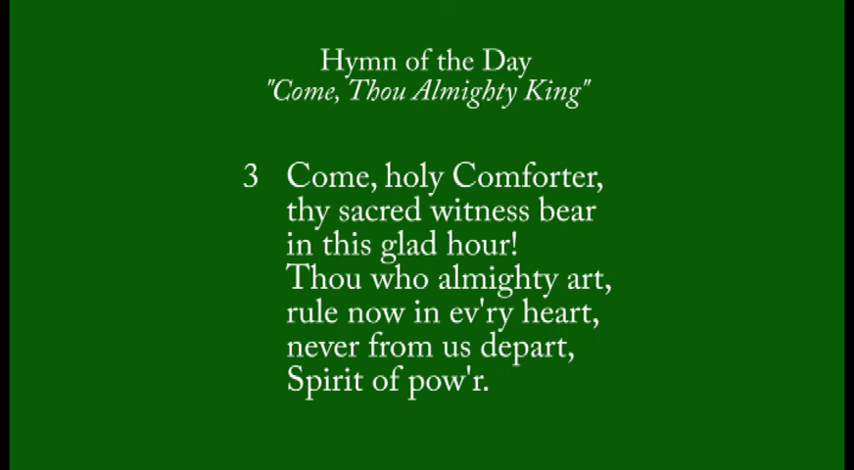 Hymn of the Day
"Come, Thou Almighty King"
3 Come, holy Comforter,
thy sacred witness bear
in this glad hour!
Thou who almighty art,
rule now in ev'ry heart,
never from us depart,
Spirit of pow'r.